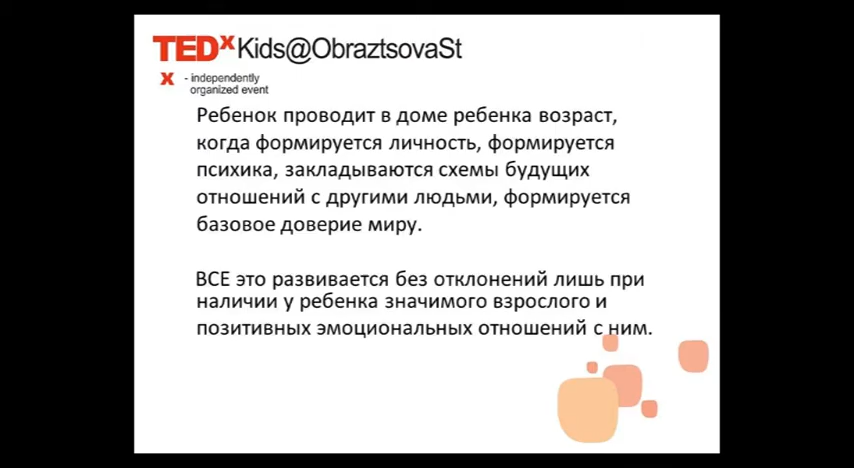 TEDxKids@ObraztsovaSt
x - independently
organized event
Ребенок проводит в доме ребенка возраст,
когда формируется личность, формируется
психика, закладываются схемы будущих
отношений с другими людьми, формируется
базовое доверие миру.
ВСЕ это развивается без отклонений лишь при
наличии у ребенка значимого взрослого и
позитивных эмоциональных отношений с ним.